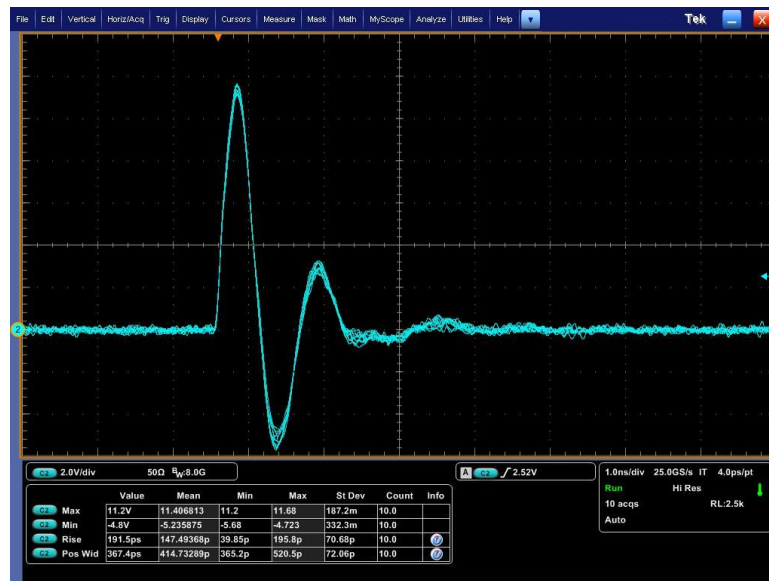 File Edit Vertical Horiz/Acq Trig Display Cursors Measure Mask Math MyScope Analyze Utilities Help Tek X
2
C2 2.0V/div 50Ω BW:8.0G
A C2 2.52V
1.0ns/div 25.0GS/s IT 4.0ps/pt
Run Hi Res
10 acqs RL:2.5k
Auto
Value Mean Min Max St Dev Count Info
C2 Max 11.2V 11.406813 11.2 11.68 187.2m 10.0
C2 Min -4.8V -5.235875 -5.68 -4.723 332.3m 10.0
C2 Rise 191.5ps 147.49368p 39.85p 195.8p 70.68p 10.0
C2 Pos Wid 367.4ps 414.73289p 365.2p 520.5p 72.06p 10.0